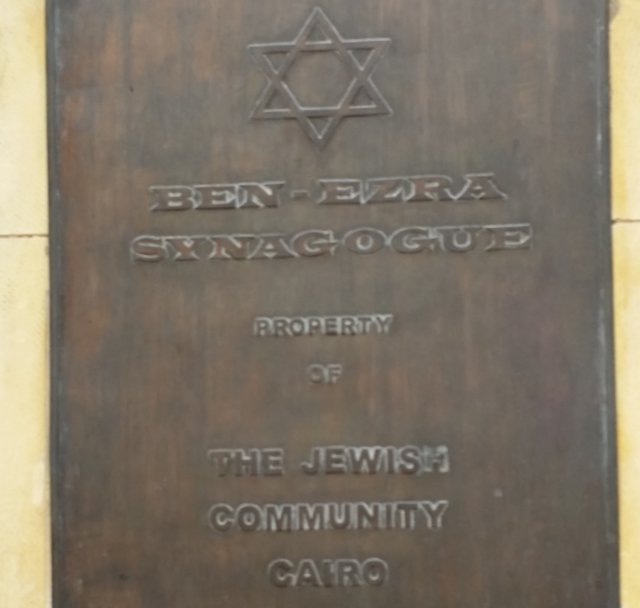 BEN-EZRA
SYNAGOGUE
PROPERTY
OF
THE JEWISH
COMMUNITY
CAIRO